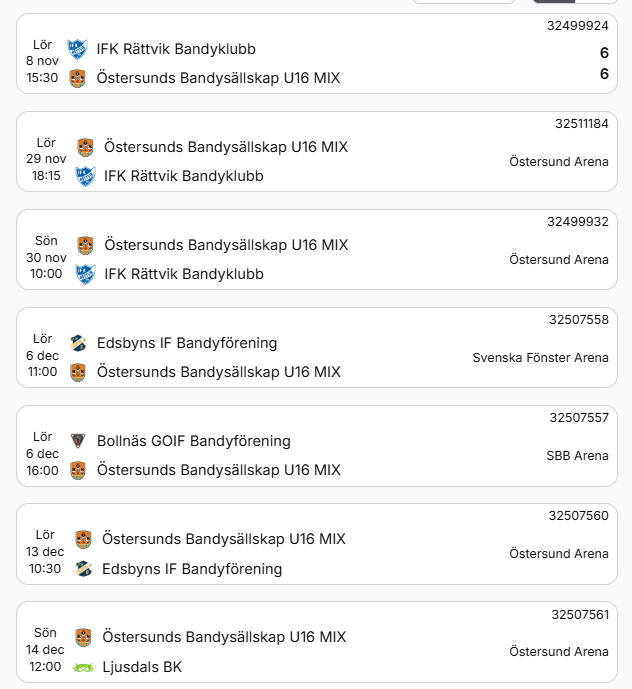 32499924
Lör
8 nov
15:30
IFK Rättvik Bandyklubb
6
Östersunds Bandysällskap U16 MIX
6
32511184
Lör
29 nov
18:15
Östersunds Bandysällskap U16 MIX
IFK Rättvik Bandyklubb
Östersund Arena
32499932
Sön
30 nov
10:00
Östersunds Bandysällskap U16 MIX
IFK Rättvik Bandyklubb
Östersund Arena
32507558
Lör
6 dec
11:00
Edsbyns IF Bandyförening
Östersunds Bandysällskap U16 MIX
Svenska Fönster Arena
32507557
Lör
6 dec
16:00
Bollnäs GOIF Bandyförening
Östersunds Bandysällskap U16 MIX
SBB Arena
32507560
Lör
13 dec
10:30
Östersunds Bandysällskap U16 MIX
Edsbyns IF Bandyförening
Östersund Arena
32507561
Sön
14 dec
12:00
Östersunds Bandysällskap U16 MIX
Ljusdals BK
Östersund Arena